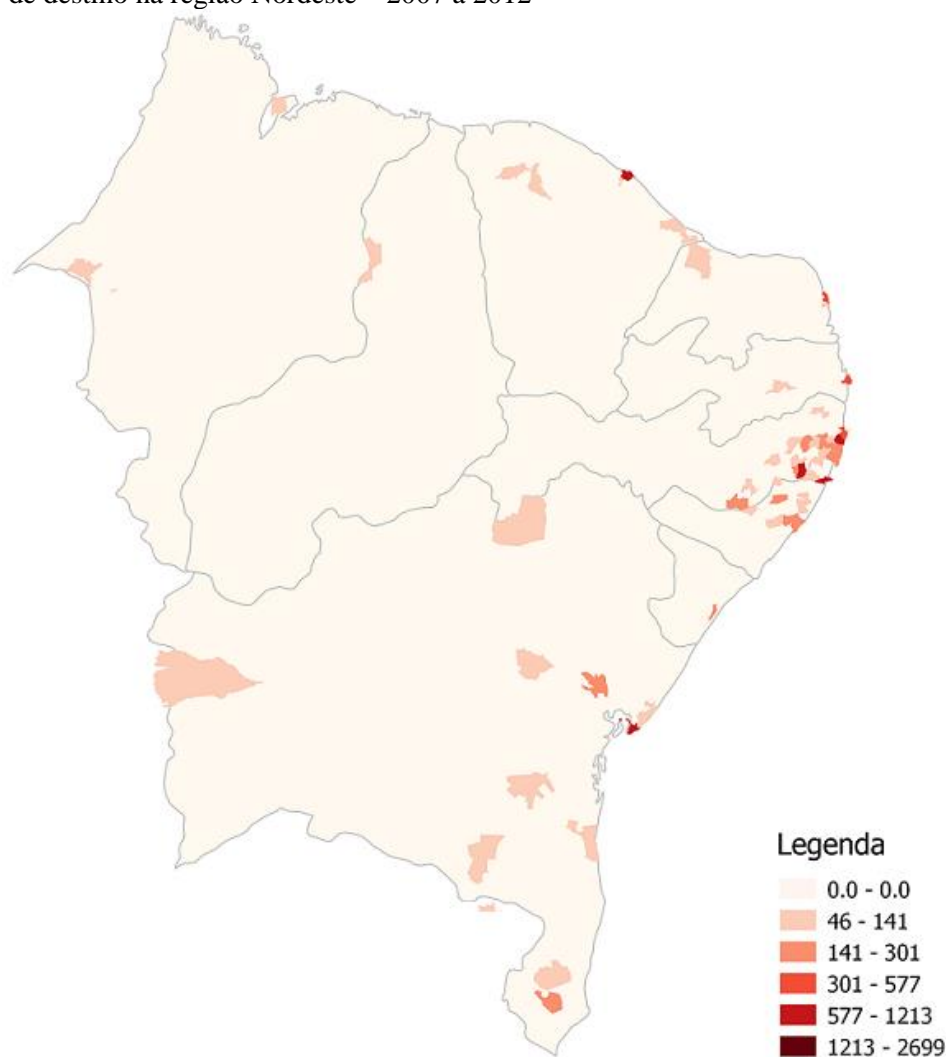 de destino na região Nordeste – 2007 a 2012
Legenda
0.0 - 0.0
46 - 141
141 - 301
301 - 577
577 - 1213
1213 - 2699